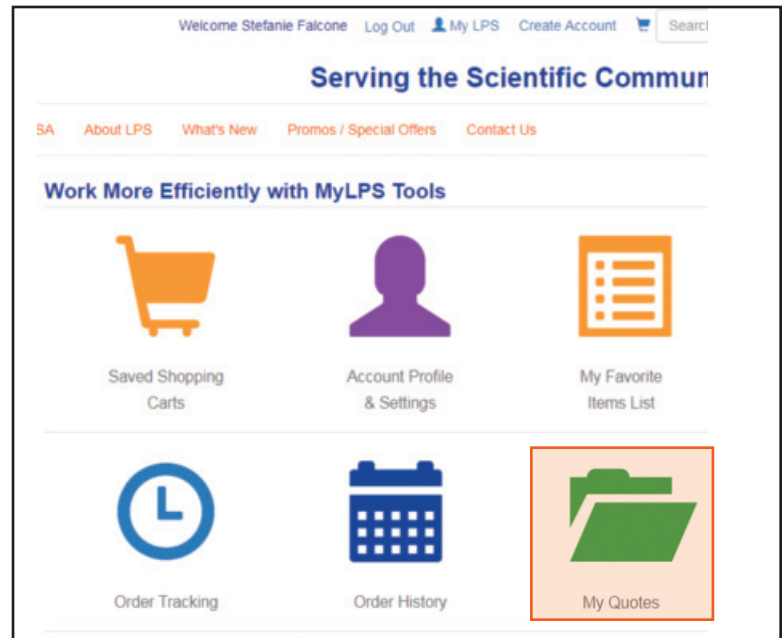 Welcome Stefanie Falcone Log Out My LPS Create Account Searc
Serving the Scientific Commun
SA About LPS What's New Promos / Special Offers Contact Us
Work More Efficiently with MyLPS Tools
Saved Shopping Carts
Account Profile & Settings
My Favorite Items List
Order Tracking
Order History
My Quotes